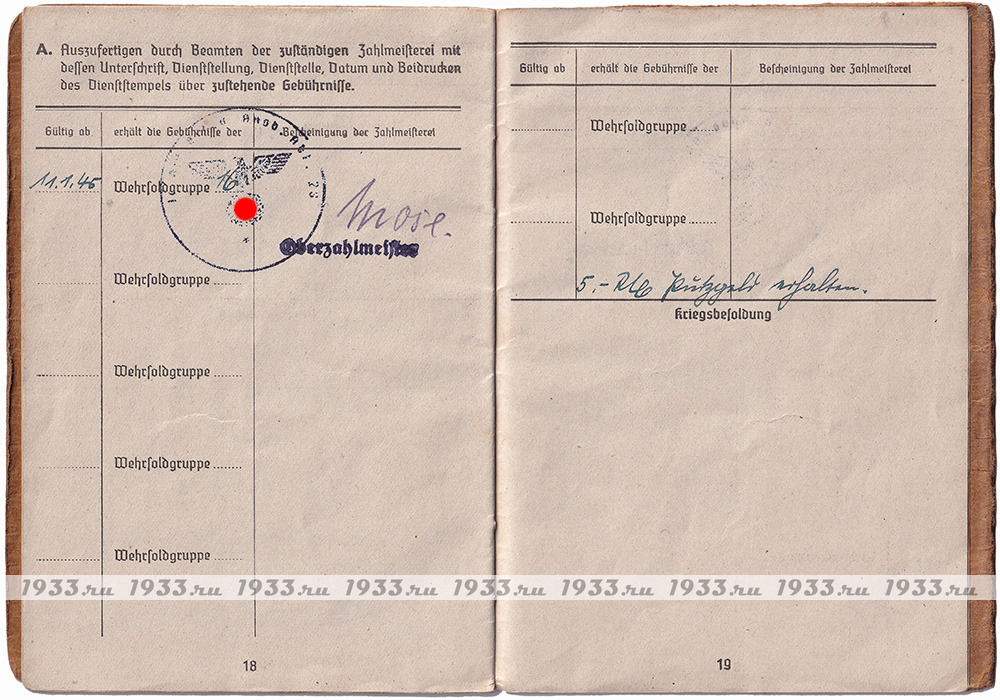 A. Auszufertigen durch Beamten der zuständigen Zahlmeisterei mit
dessen Unterschrift, Dienststellung, Dienststelle, Datum und Beidrucken
des Dienststempels über zustehende Gebührnisse.
Gültig ab erhält die Gebührnisse der Bescheinigung der Zahlmeisterei
11.1.45 Wehrsoldgruppe 16
Mose.
Oberzahlmeister
Wehrsoldgruppe
Wehrsoldgruppe
Wehrsoldgruppe
Wehrsoldgruppe
18
Gültig ab erhält die Gebührnisse der Bescheinigung der Zahlmeisterei
Wehrsoldgruppe
Wehrsoldgruppe
5.- RM Putzgeld erhalten.
Kriegsbesoldung
19
1933.ru 1933.ru 1933.ru 1933.ru 1933.ru 1933.ru 1933.ru 1933.ru 1933.ru